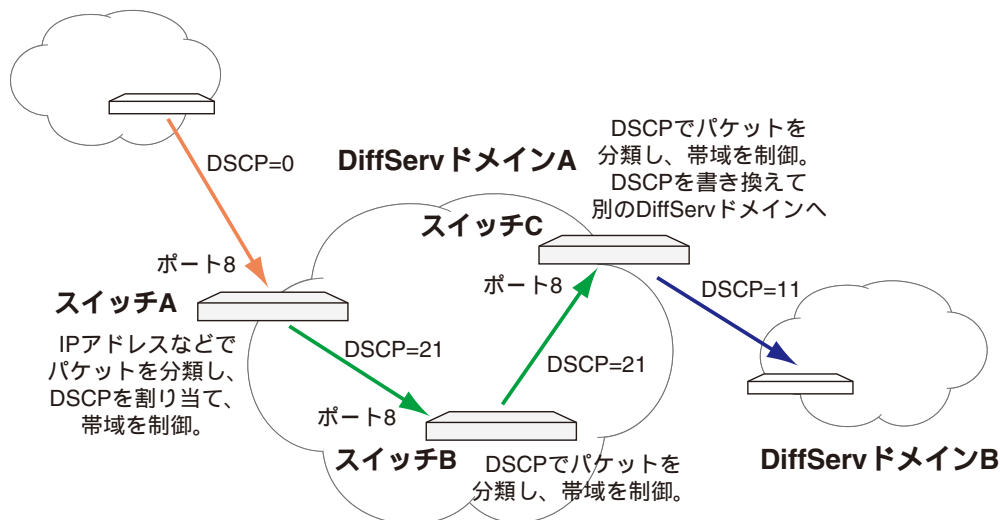 DSCP=0
DiffServドメインA
DSCPでパケットを
分類し、帯域を制御。
DSCPを書き換えて
別のDiffServドメインへ
スイッチC
ポート8
スイッチA
ポート8
DSCP=11
IPアドレスなどで
パケットを分類し、
DSCPを割り当て、
帯域を制御。
DSCP=21
DSCP=21
ポート8
スイッチB
DSCPでパケットを
分類し、帯域を制御。
DiffServドメインB